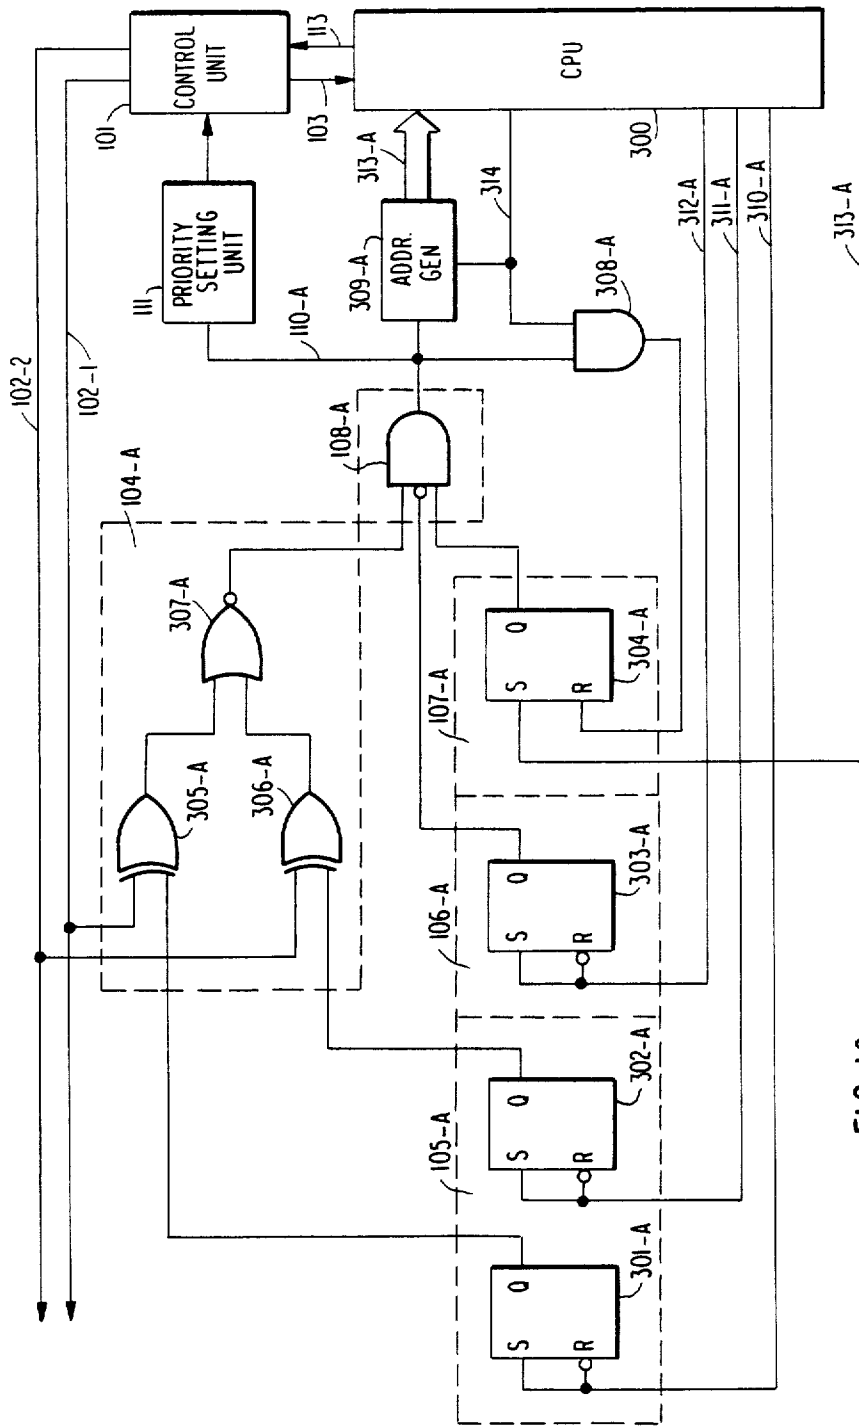 102-2
102-1
104-A
101
CONTROL
UNIT
113
103
111
PRIORITY
SETTING
UNIT
110-A
CPU
300
313-A
309-A
ADDR.
GEN
314
308-A
108-A
307-A
305-A
306-A
312-A
311-A
310-A
313-A
107-A
S
Q
R
304-A
106-A
S
Q
R
303-A
105-A
S
Q
R
302-A
S
Q
R
301-A